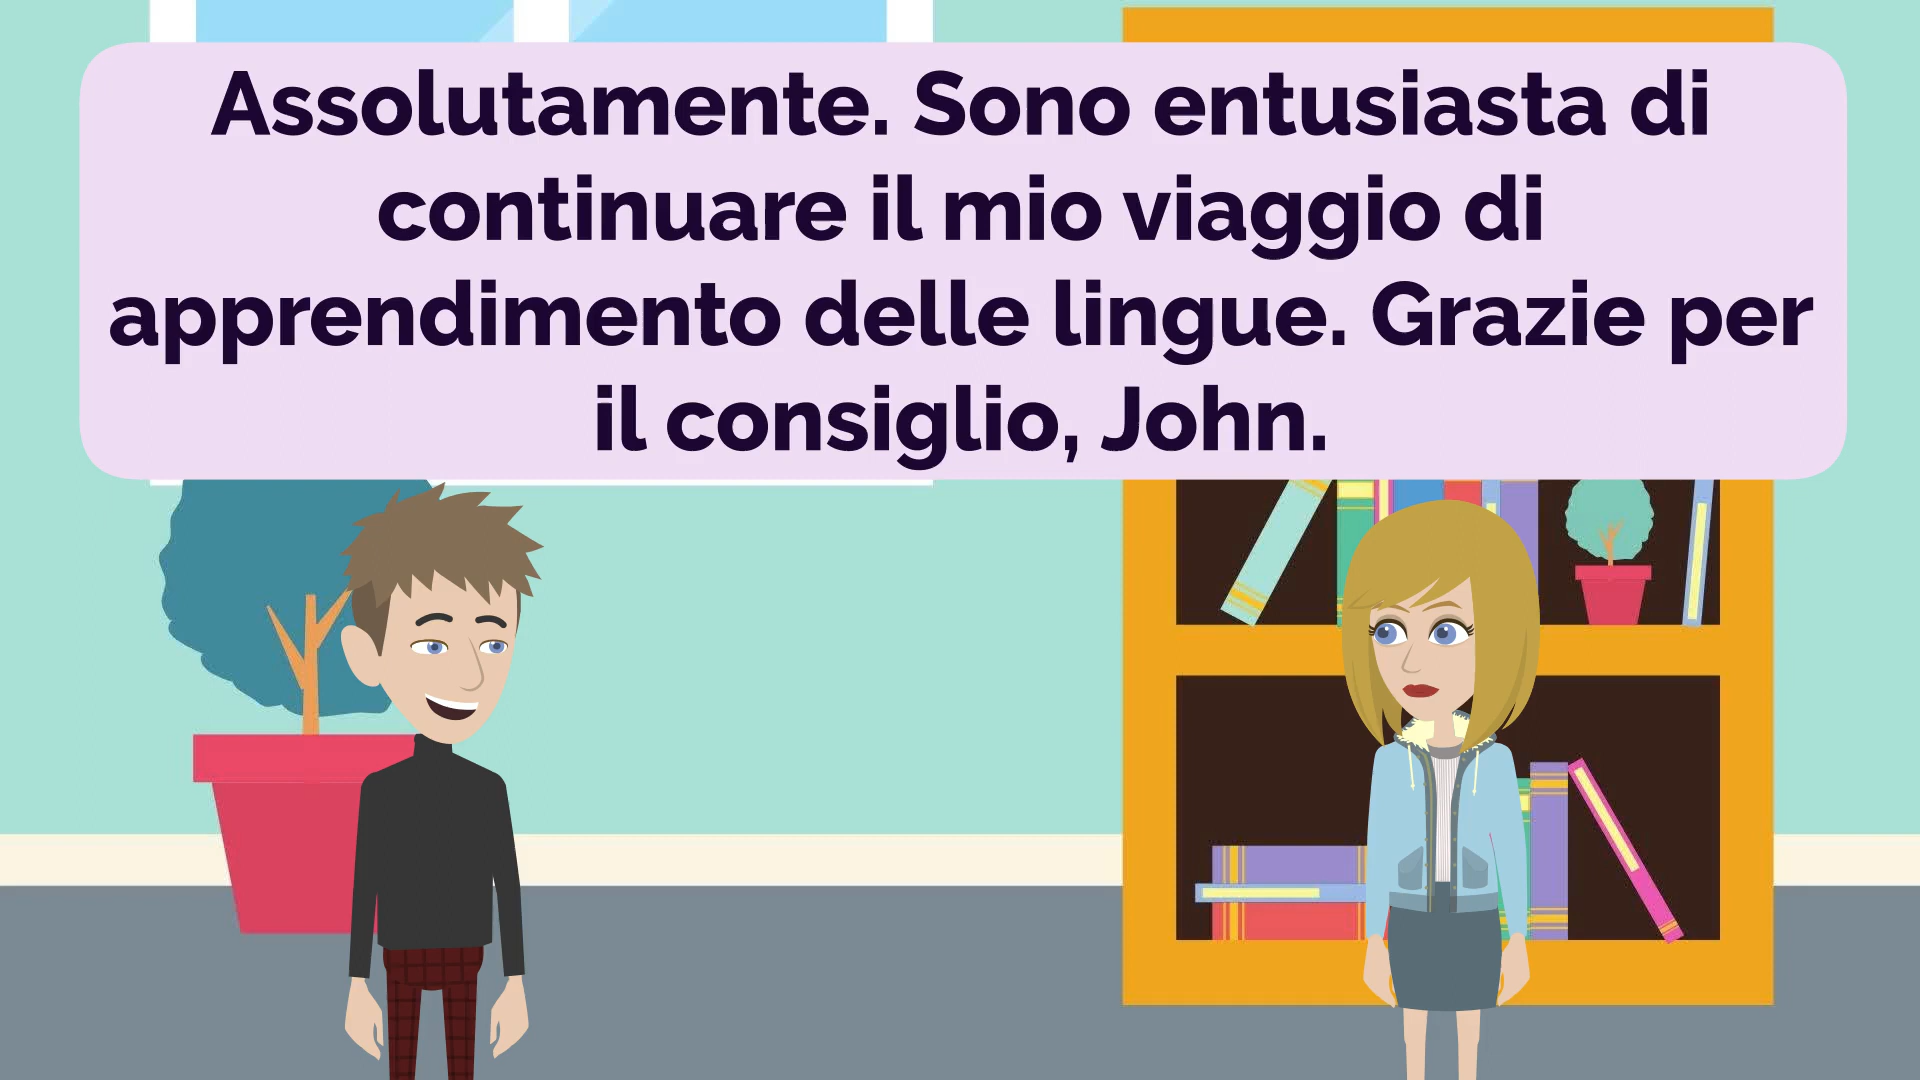 Assolutamente. Sono entusiasta di
continuare il mio viaggio di
apprendimento delle lingue. Grazie per
il consiglio, John.